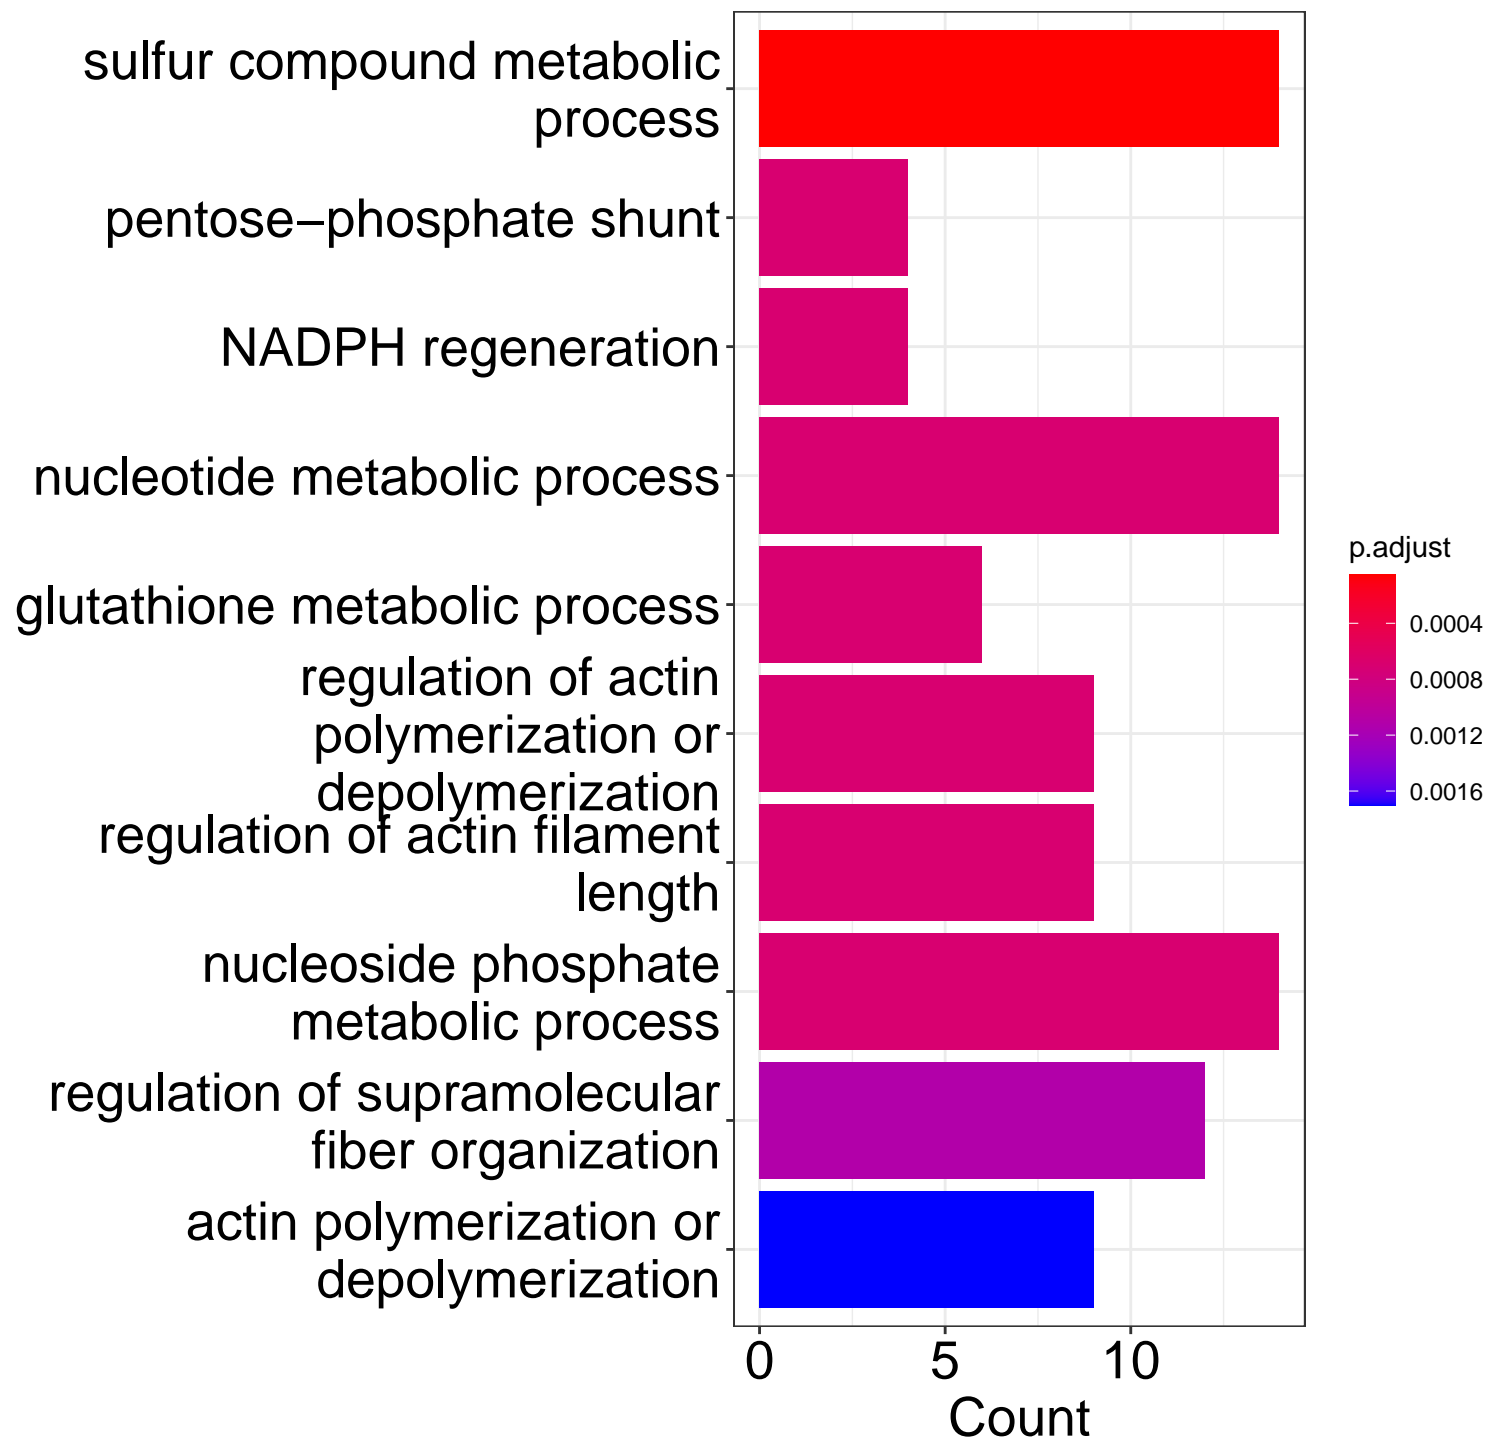 sulfur compound metabolic
process
pentose−phosphate shunt
NADPH regeneration
nucleotide metabolic process
glutathione metabolic process
regulation of actin
polymerization or
depolymerization
regulation of actin filament
length
nucleoside phosphate
metabolic process
regulation of supramolecular
fiber organization
actin polymerization or
depolymerization
0 5 10
Count
p.adjust
0.0004
0.0008
0.0012
0.0016